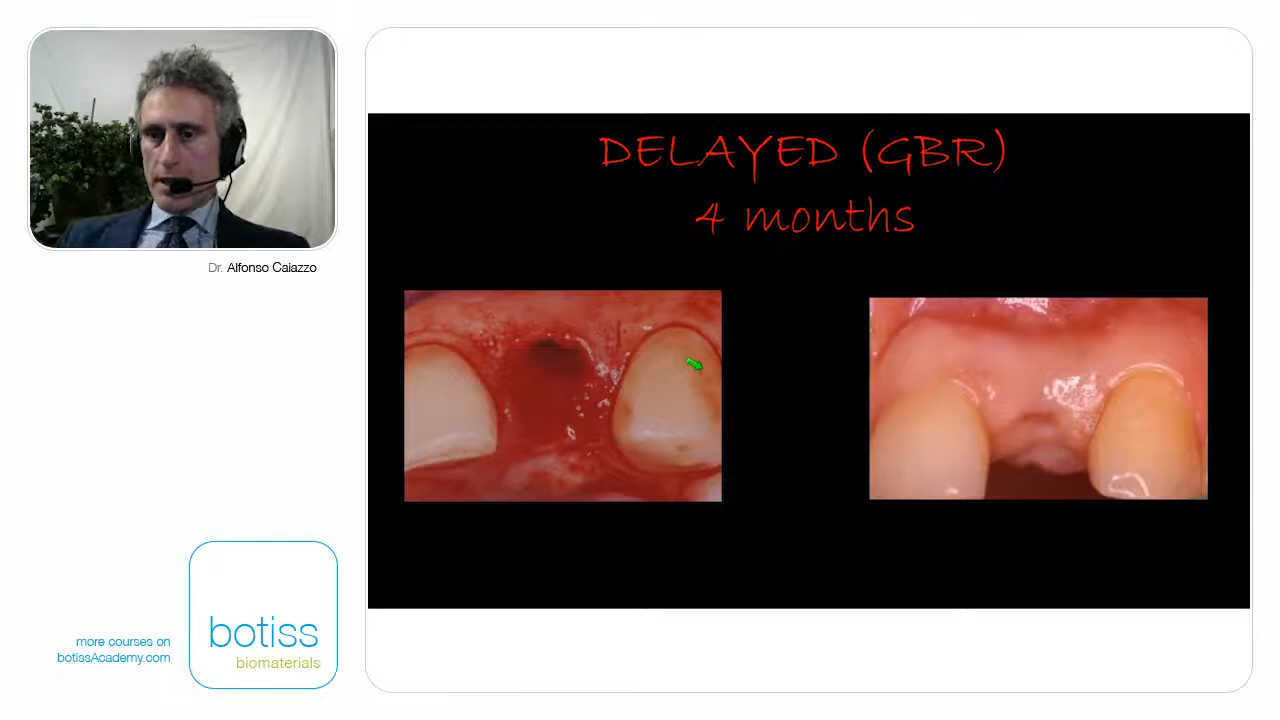 DELAYED (GBR)
4 months
Dr. Alfonso Caiazzo
botiss
biomaterials
more courses on
botissAcademy.com